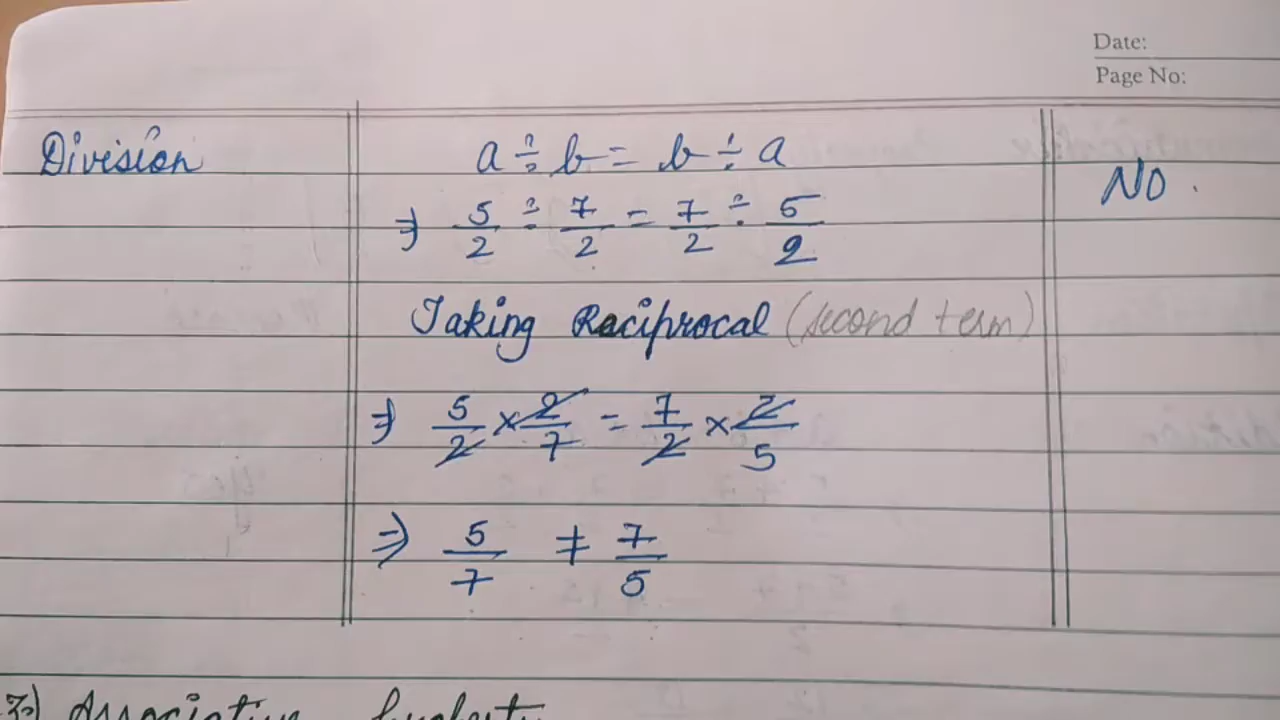 Date:
Page No:
Division a ÷ b = b ÷ a NO.
⇒ 5/2 ÷ 7/2 = 7/2 ÷ 5/2
Taking Reciprocal (second term)
⇒ 5/2 × 2/7 = 7/2 × 2/5
⇒ 5/7 ≠ 7/5
Associative